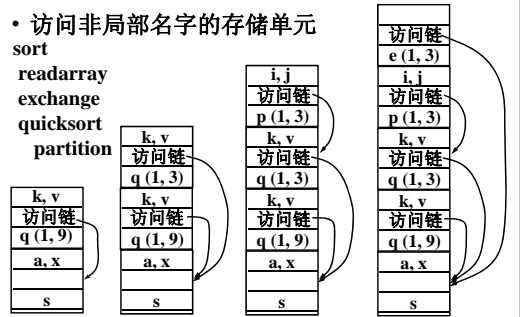 • 访问非局部名字的存储单元
sort
readarray
exchange
quicksort
partition
k, v
访问链
q (1, 9)
a, x
s
k, v
访问链
q (1, 3)
k, v
访问链
q (1, 9)
a, x
s
i, j
访问链
p (1, 3)
k, v
访问链
q (1, 3)
k, v
访问链
q (1, 9)
a, x
s
访问链
e (1, 3)
i, j
访问链
p (1, 3)
k, v
访问链
q (1, 3)
k, v
访问链
q (1, 9)
a, x
s